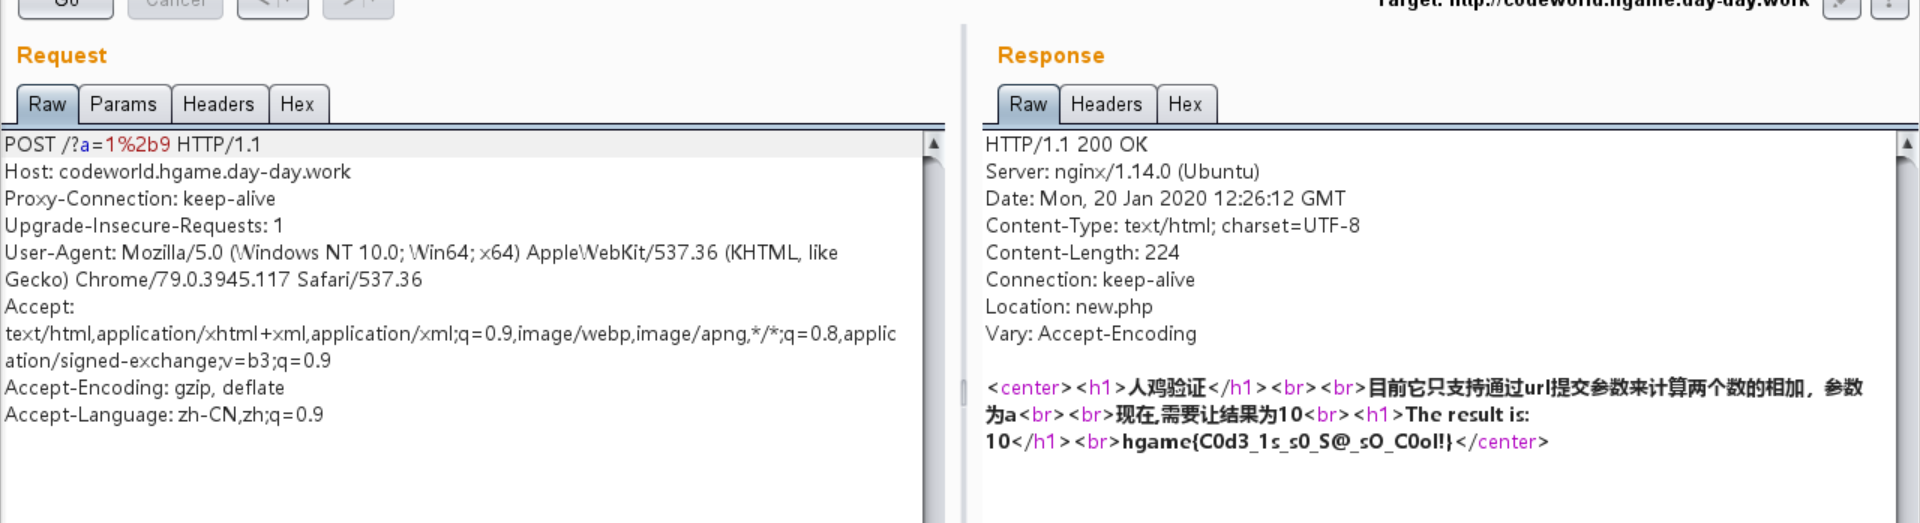 Go Cancel < >
Target: http://codeworld.hgame.day-day.work
Request
Raw Params Headers Hex
POST /?a=1%2b9 HTTP/1.1
Host: codeworld.hgame.day-day.work
Proxy-Connection: keep-alive
Upgrade-Insecure-Requests: 1
User-Agent: Mozilla/5.0 (Windows NT 10.0; Win64; x64) AppleWebKit/537.36 (KHTML, like
Gecko) Chrome/79.0.3945.117 Safari/537.36
Accept:
text/html,application/xhtml+xml,application/xml;q=0.9,image/webp,image/apng,*/*;q=0.8,applic
ation/signed-exchange;v=b3;q=0.9
Accept-Encoding: gzip, deflate
Accept-Language: zh-CN,zh;q=0.9
Response
Raw Headers Hex
HTTP/1.1 200 OK
Server: nginx/1.14.0 (Ubuntu)
Date: Mon, 20 Jan 2020 12:26:12 GMT
Content-Type: text/html; charset=UTF-8
Content-Length: 224
Connection: keep-alive
Location: new.php
Vary: Accept-Encoding
<center><h1>人鸡验证</h1><br><br>目前它只支持通过url提交参数来计算两个数的相加，参数
为a<br><br>现在,需要让结果为10<br><h1>The result is:
10</h1><br>hgame{C0d3_1s_s0_S@_sO_C0ol!}</center>